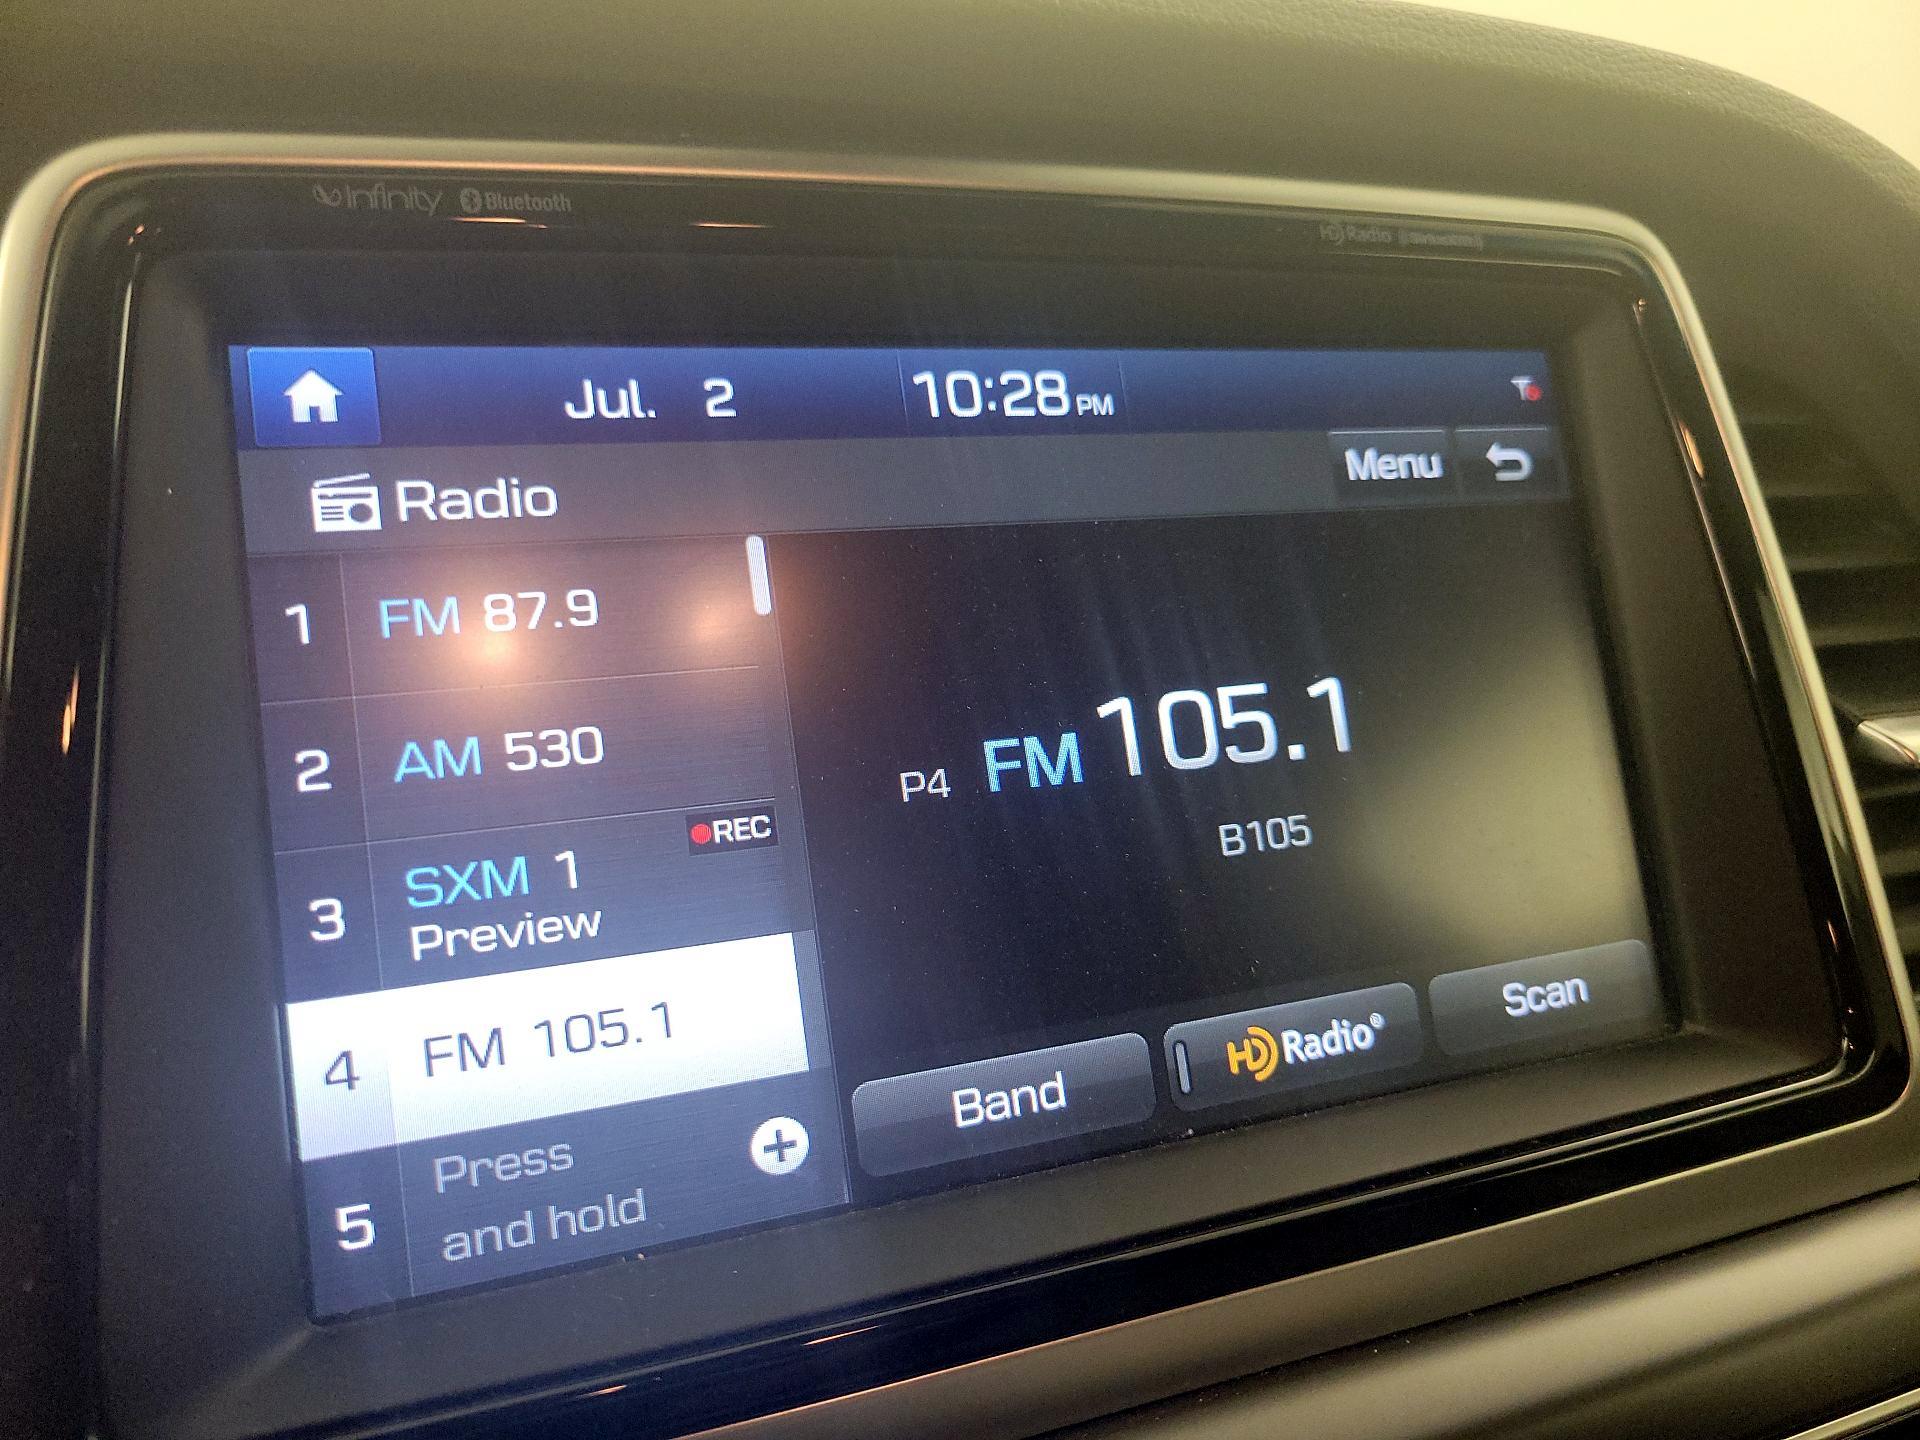 Infinity Bluetooth
HD Radio
Jul. 2 10:28 PM
Menu
Radio
1 FM 87.9
2 AM 530
REC
3 SXM 1
Preview
4 FM 105.1
5 Press
and hold
P4 FM 105.1
B105
Band HD Radio® Scan